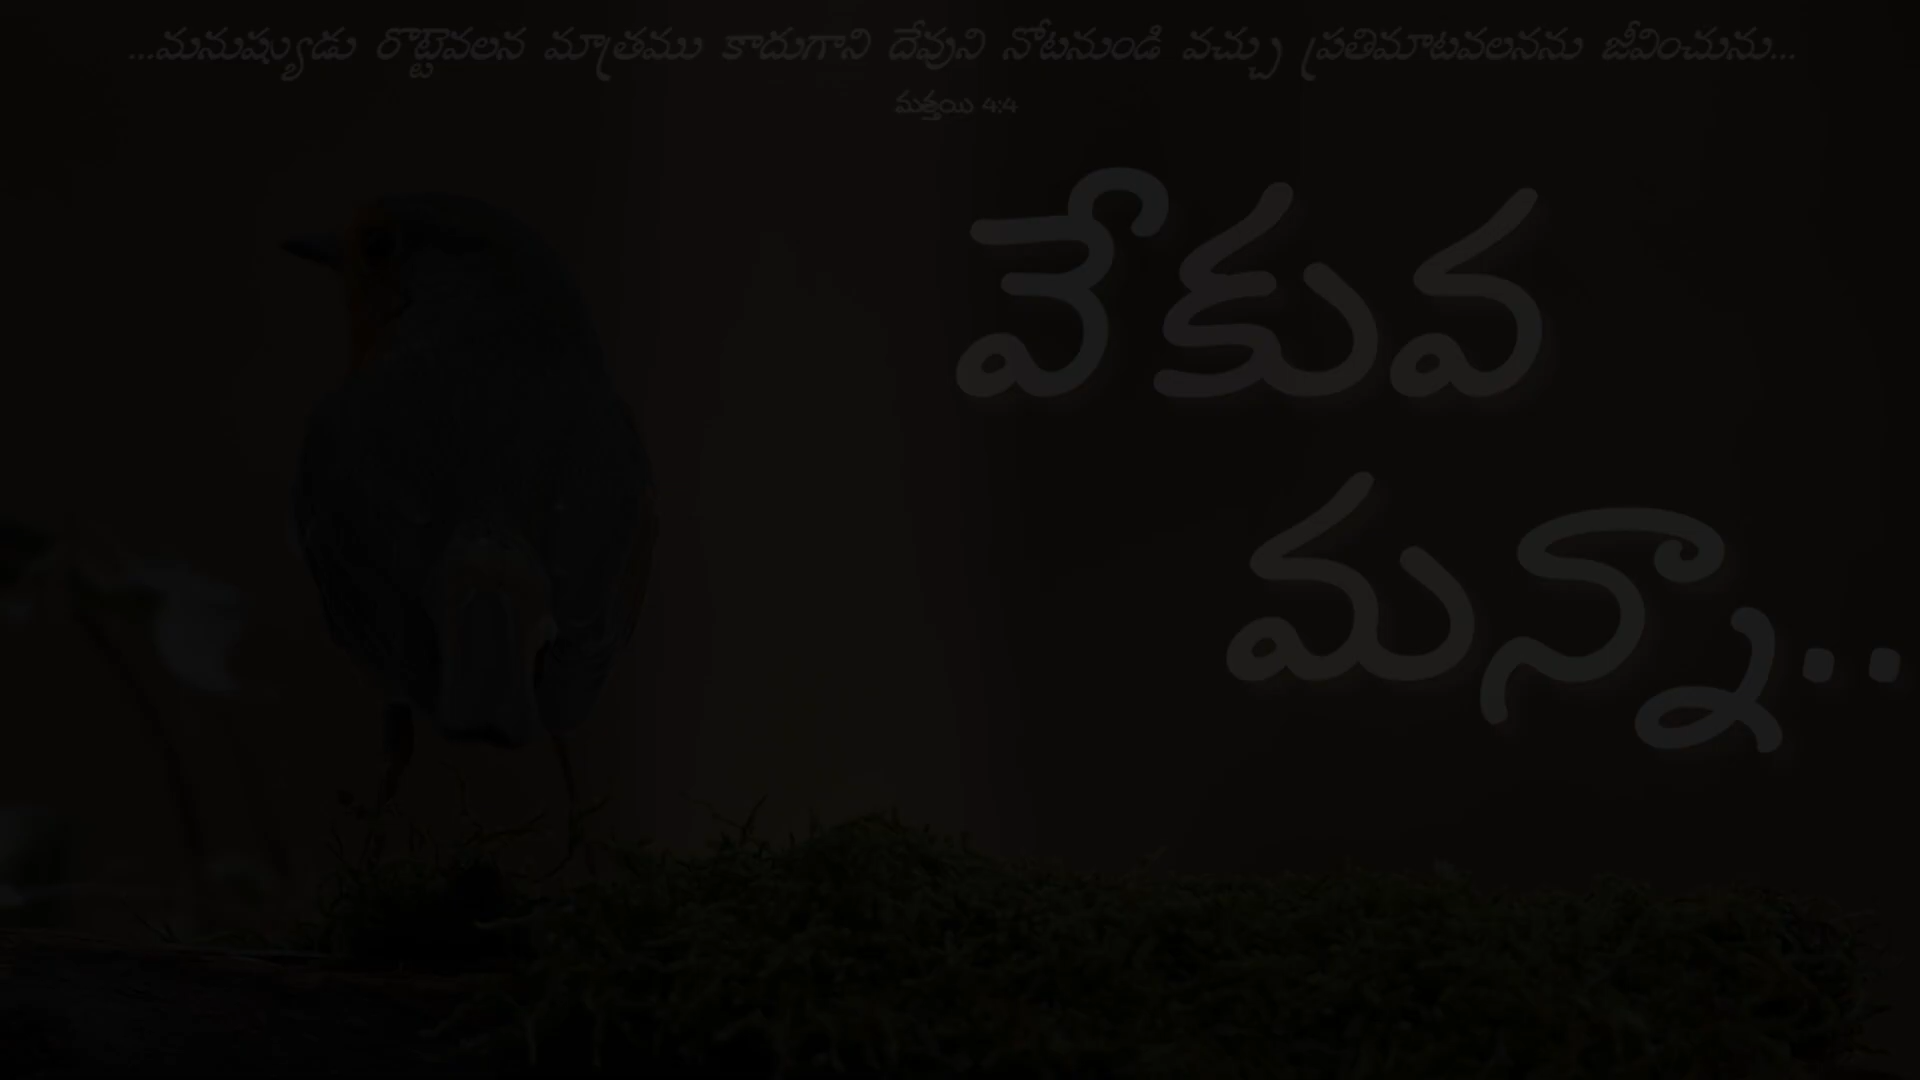 ...మనుష్యుడు రొట్టెవలన మాత్రము కాదుగాని దేవుని నోటనుండి వచ్చు ప్రతిమాటవలనను జీవించును...
మత్తయి 4:4
వేకువ
మన్నా..